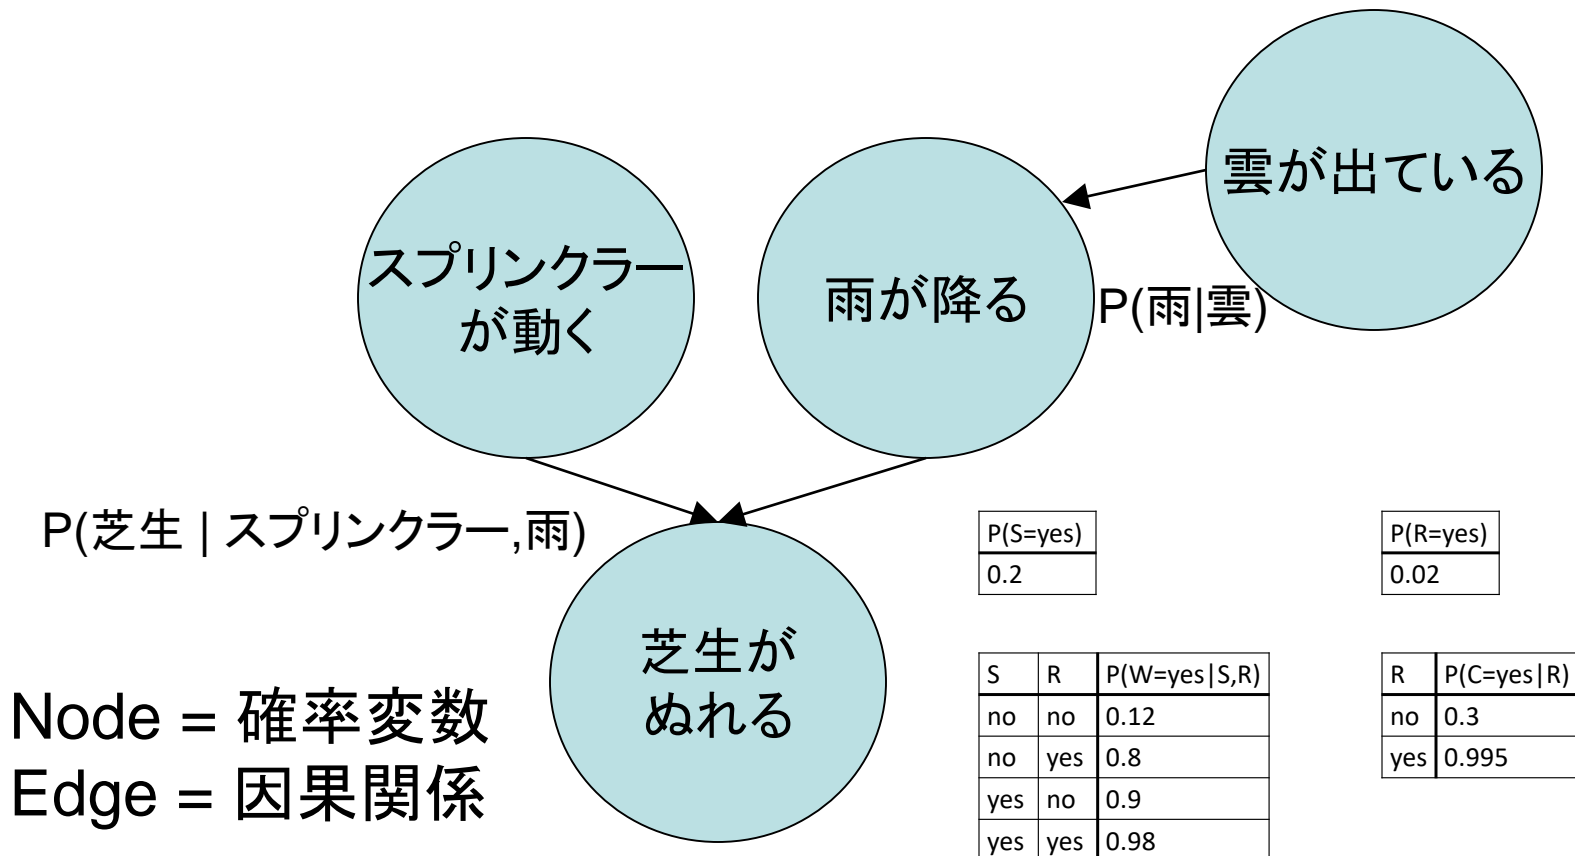 雲が出ている
スプリンクラー
が動く
雨が降る
P(雨|雲)
P(芝生 | スプリンクラー,雨)
芝生が
ぬれる
Node = 確率変数
Edge = 因果関係
P(S=yes)
0.2
P(R=yes)
0.02
S R P(W=yes|S,R)
no no 0.12
no yes 0.8
yes no 0.9
yes yes 0.98
R P(C=yes|R)
no 0.3
yes 0.995